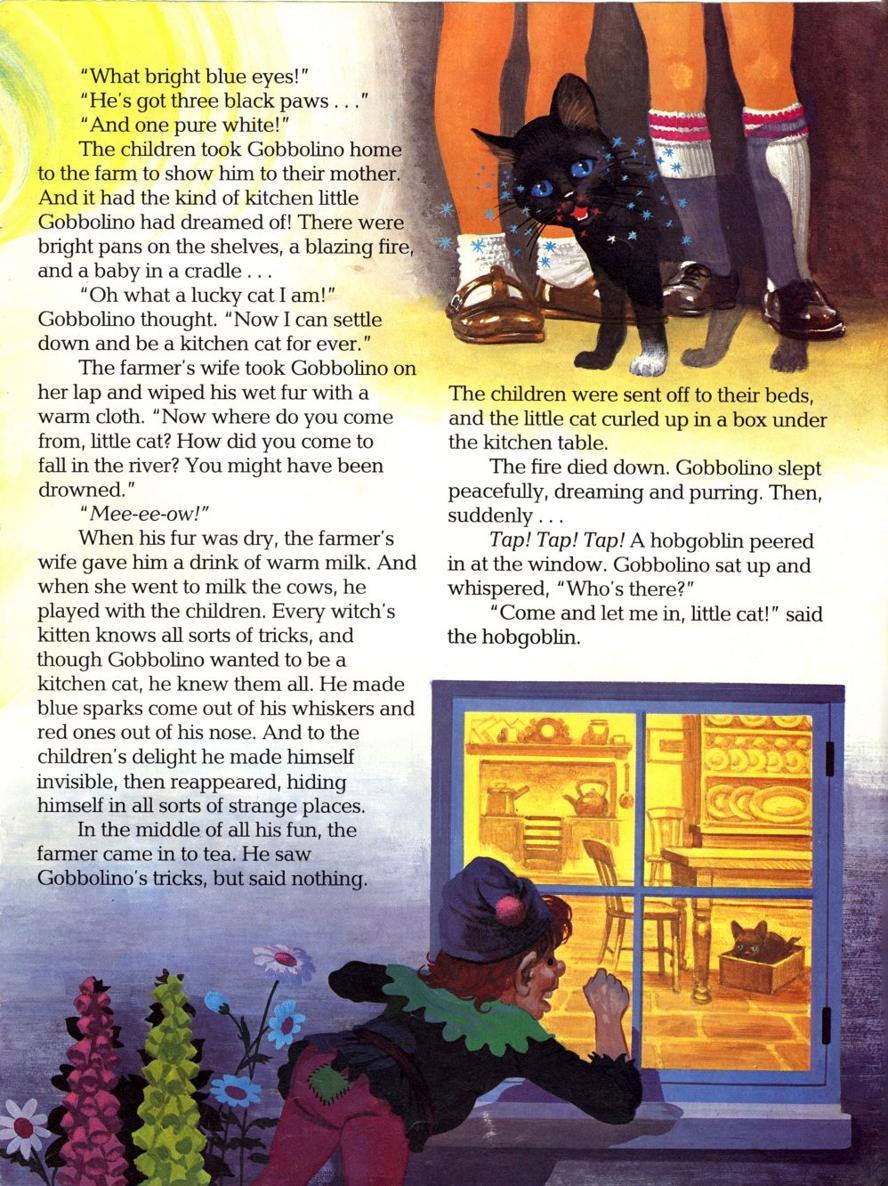 “What bright blue eyes!”
“He’s got three black paws . . .”
“And one pure white!”
The children took Gobbolino home
to the farm to show him to their mother.
And it had the kind of kitchen little
Gobbolino had dreamed of! There were
bright pans on the shelves, a blazing fire,
and a baby in a cradle . . .
“Oh what a lucky cat I am!”
Gobbolino thought. “Now I can settle
down and be a kitchen cat for ever.”
The farmer’s wife took Gobbolino on
her lap and wiped his wet fur with a
warm cloth. “Now where do you come
from, little cat? How did you come to
fall in the river? You might have been
drowned.”
“Mee-ee-ow!”
When his fur was dry, the farmer’s
wife gave him a drink of warm milk. And
when she went to milk the cows, he
played with the children. Every witch’s
kitten knows all sorts of tricks, and
though Gobbolino wanted to be a
kitchen cat, he knew them all. He made
blue sparks come out of his whiskers and
red ones out of his nose. And to the
children’s delight he made himself
invisible, then reappeared, hiding
himself in all sorts of strange places.
In the middle of all his fun, the
farmer came in to tea. He saw
Gobbolino’s tricks, but said nothing.
The children were sent off to their beds,
and the little cat curled up in a box under
the kitchen table.
The fire died down. Gobbolino slept
peacefully, dreaming and purring. Then,
suddenly . . .
Tap! Tap! Tap! A hobgoblin peered
in at the window. Gobbolino sat up and
whispered, “Who’s there?”
“Come and let me in, little cat!” said
the hobgoblin.